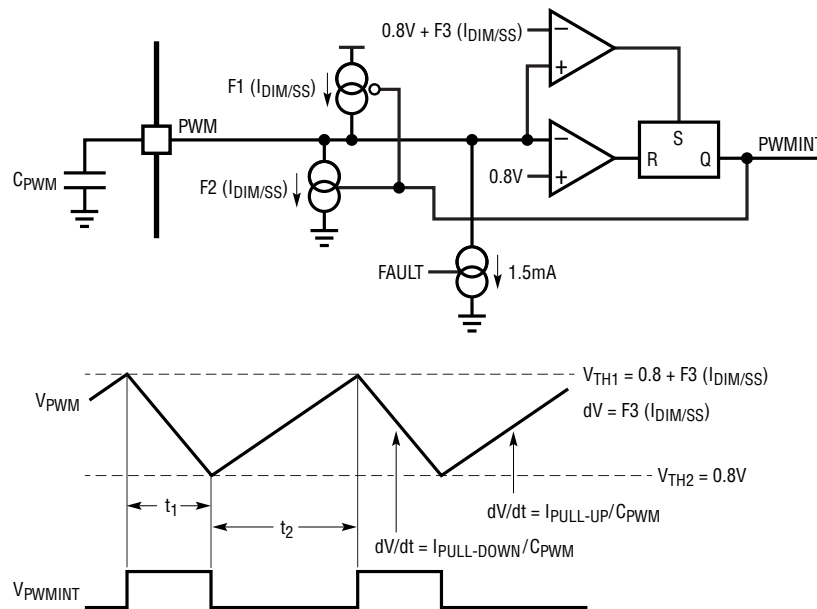 0.8V + F3 (IDIM/SS)
F1 (IDIM/SS)
PWM
CPWM
F2 (IDIM/SS)
0.8V
S
R
Q
PWMINT
FAULT
1.5mA
VTH1 = 0.8 + F3 (IDIM/SS)
VPWM
dV = F3 (IDIM/SS)
VTH2 = 0.8V
t1
t2
dV/dt = IPULL-UP/CPWM
dV/dt = IPULL-DOWN/CPWM
VPWMINT